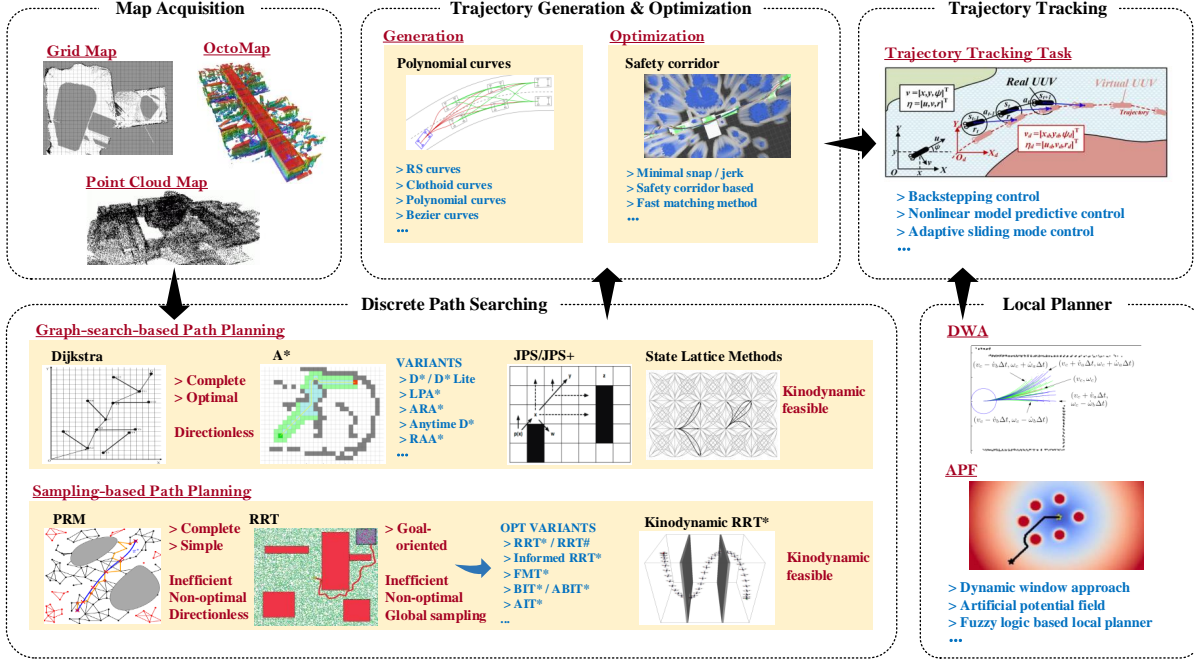 Map Acquisition
Grid Map
OctoMap
Point Cloud Map
Trajectory Generation & Optimization
Generation
Polynomial curves
> RS curves
> Clothoid curves
> Polynomial curves
> Bezier curves
...
Optimization
Safety corridor
> Minimal snap / jerk
> Safety corridor based
> Fast matching method
...
Trajectory Tracking
Trajectory Tracking Task
Real UUV
Virtual UUV
Trajectory
> Backstepping control
> Nonlinear model predictive control
> Adaptive sliding mode control
...
Discrete Path Searching
Graph-search-based Path Planning
Dijkstra
> Complete
> Optimal
Directionless
A*
VARIANTS
> D* / D* Lite
> LPA*
> ARA*
> Anytime D*
> RAA*
...
JPS/JPS+
State Lattice Methods
Kinodynamic
feasible
Sampling-based Path Planning
PRM
> Complete
> Simple
Inefficient
Non-optimal
Directionless
RRT
> Goal-
oriented
Inefficient
Non-optimal
Global sampling
OPT VARIANTS
> RRT* / RRT#
> Informed RRT*
> FMT*
> BIT* / ABIT*
> AIT*
...
Kinodynamic RRT*
Kinodynamic
feasible
Local Planner
DWA
APF
> Dynamic window approach
> Artificial potential field
> Fuzzy logic based local planner
...